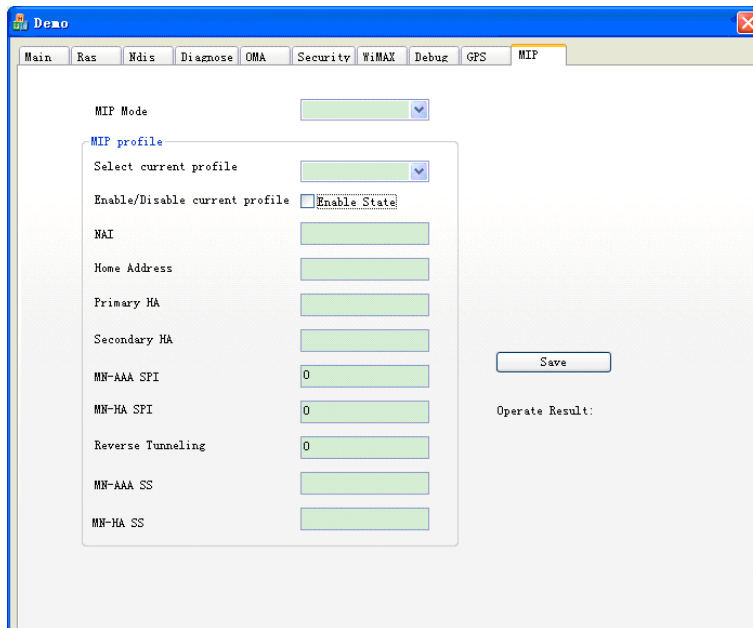 Demo
Main Ras Ndis Diagnose OMA Security WiMAX Debug GPS MIP
MIP Mode
MIP profile
Select current profile
Enable/Disable current profile Enable State
NAI
Home Address
Primary HA
Secondary HA
Save
MN-AAA SPI 0
MN-HA SPI 0
Operate Result:
Reverse Tunneling 0
MN-AAA SS
MN-HA SS